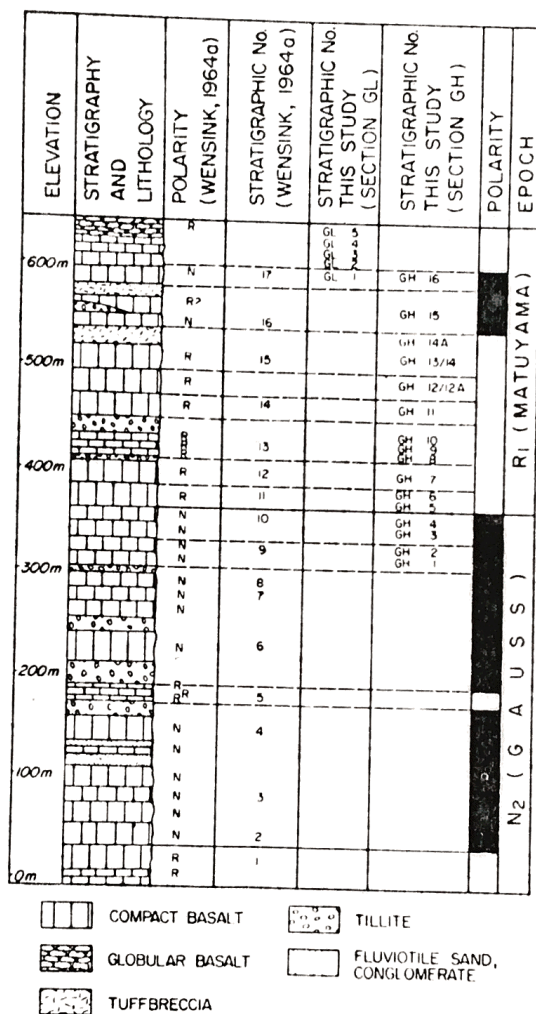 ELEVATION
STRATIGRAPHY
AND
LITHOLOGY
POLARITY
(WENSINK, 1964a)
STRATIGRAPHIC No.
(WENSINK, 1964a)
STRATIGRAPHIC No.
THIS STUDY
(SECTION GL)
STRATIGRAPHIC No.
THIS STUDY
(SECTION GH)
POLARITY
EPOCH
600m
500m
400m
300m
200m
100m
0m
R
N
R?
N
R
R
R
R
R
R
R
R
N
N
N
N
N
N
N
N
R
R
R
N
N
N
N
N
N
R
R
17
16
15
14
13
12
11
10
9
8
7
6
5
4
3
2
1
GL 5
GL 4
GL 3
GL 2
GL 1
GH 16
GH 15
GH 14A
GH 13/14
GH 12/12A
GH 11
GH 10
GH 9
GH 8
GH 7
GH 6
GH 5
GH 4
GH 3
GH 2
GH 1
R1 (MATUYAMA)
N2 (GAUSS)
COMPACT BASALT
GLOBULAR BASALT
TUFFBRECCIA
TILLITE
FLUVIOTILE SAND,
CONGLOMERATE